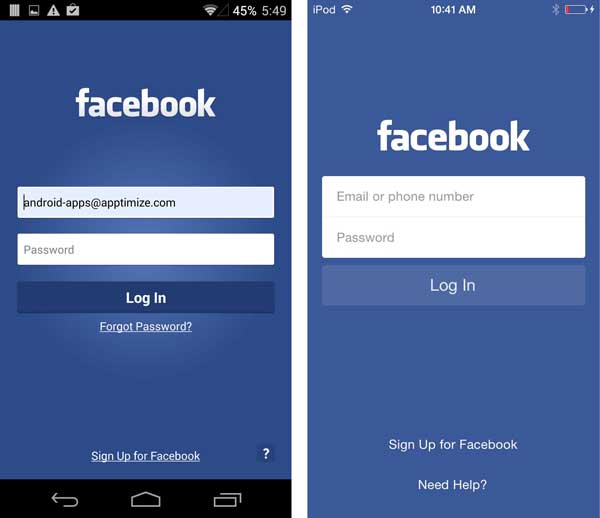 45% 5:49
facebook
android-apps@apptimize.com
Password
Log In
Forgot Password?
Sign Up for Facebook
?
iPod 10:41 AM
facebook
Email or phone number
Password
Log In
Sign Up for Facebook
Need Help?